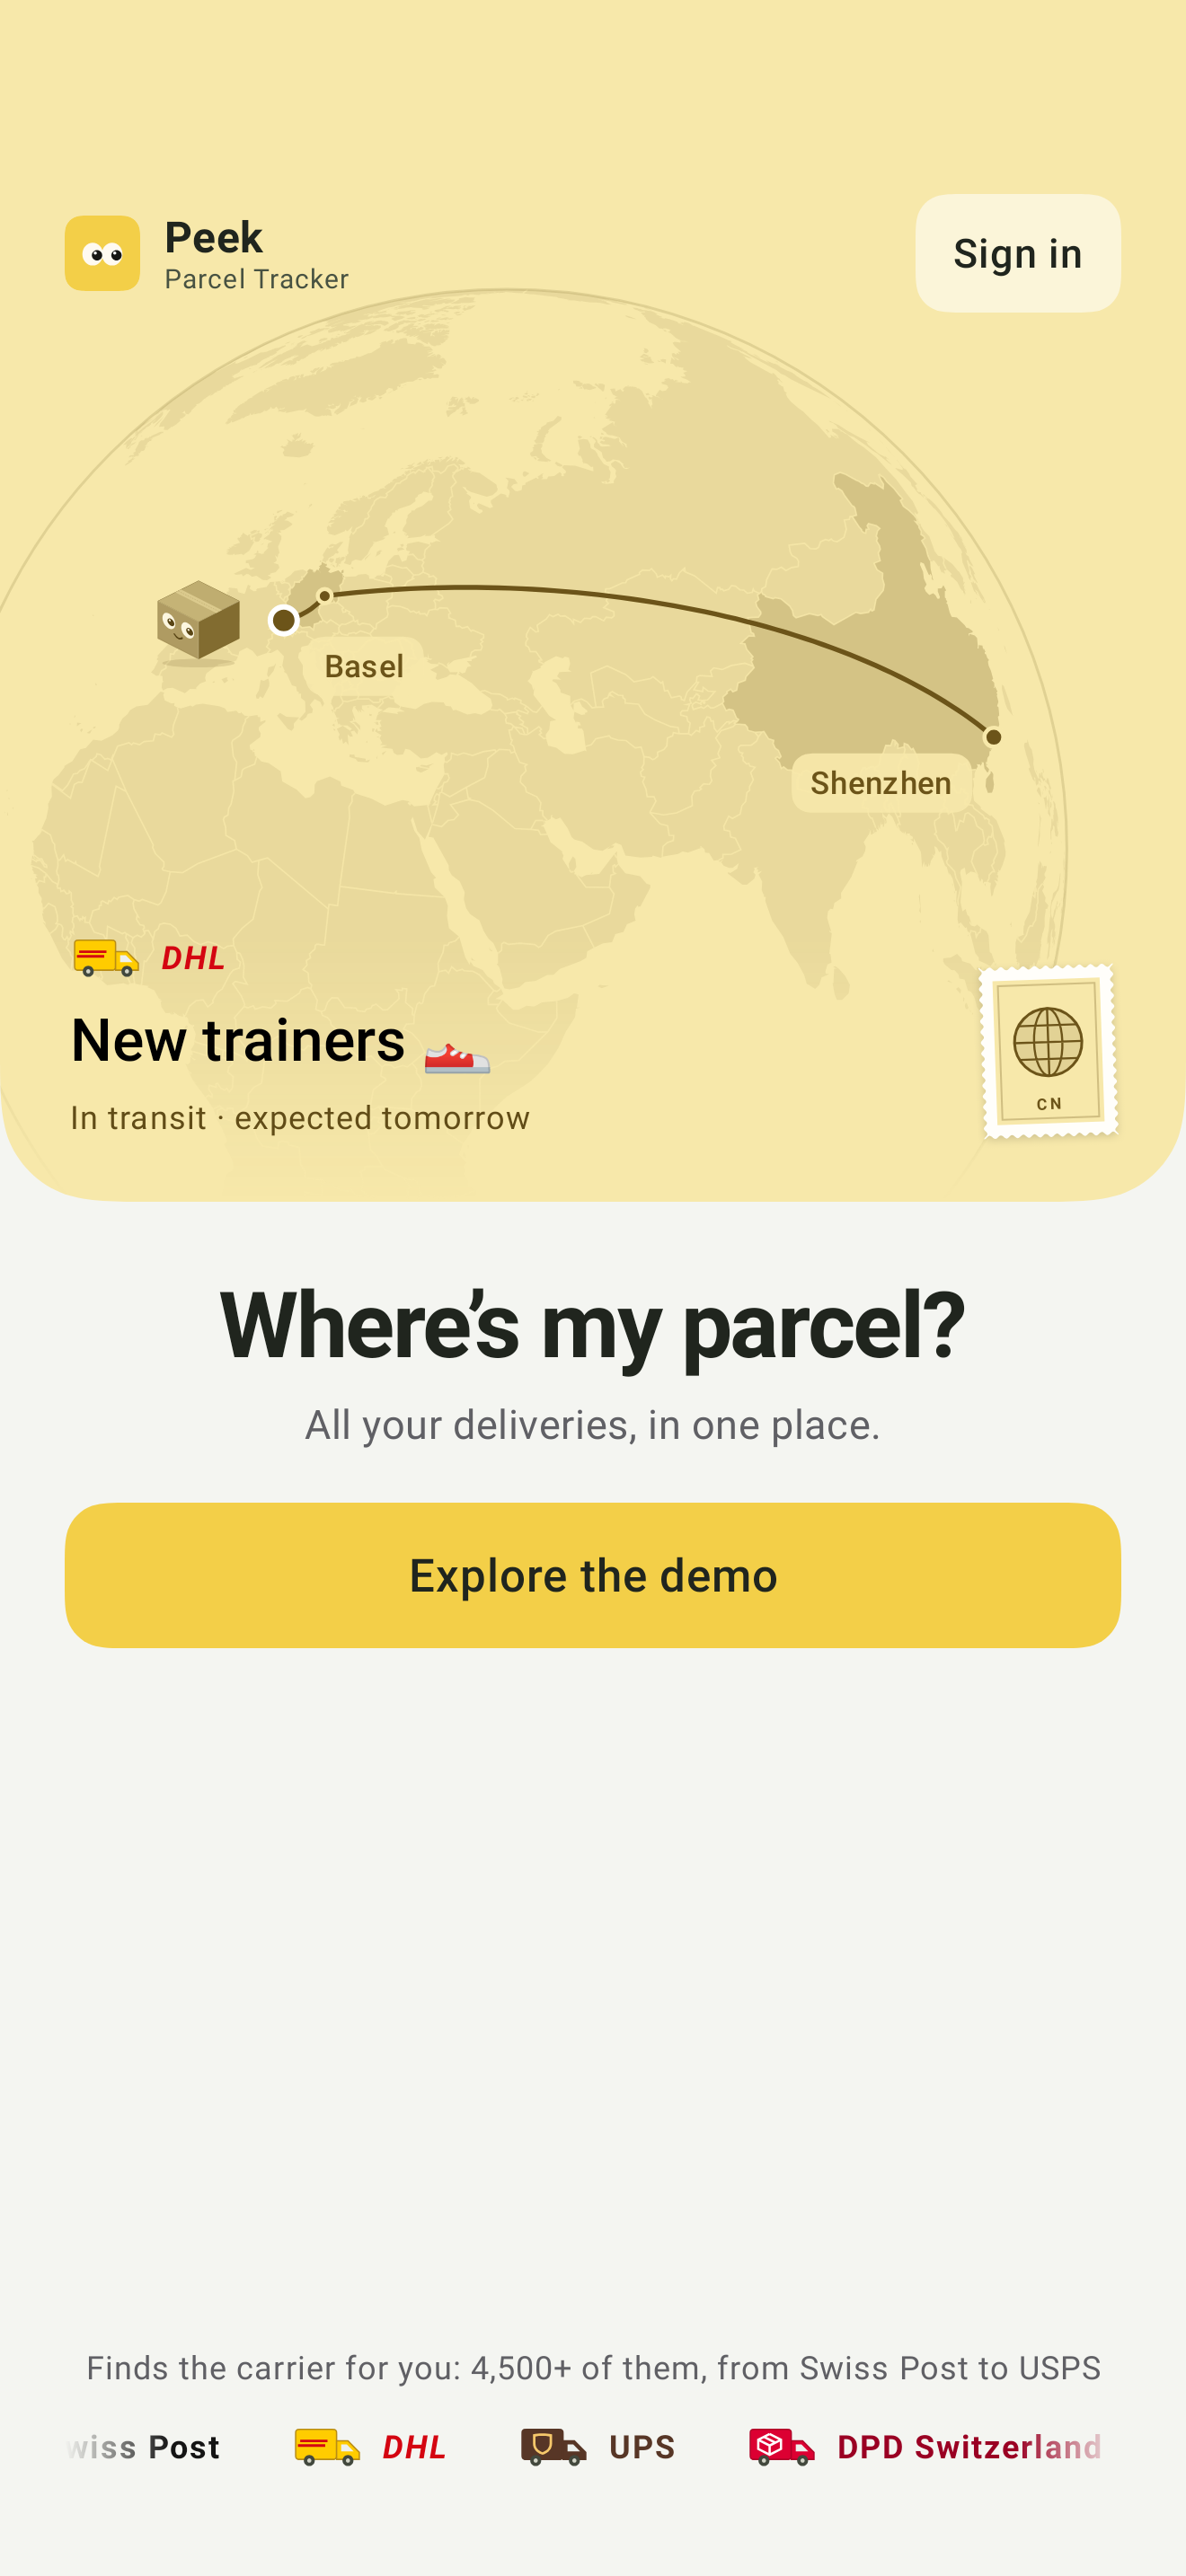 Peek
Parcel Tracker
Sign in
Basel
Shenzhen
DHL
New trainers
In transit · expected tomorrow
CN
Where’s my parcel?
All your deliveries, in one place.
Explore the demo
Finds the carrier for you: 4,500+ of them, from Swiss Post to USPS
wiss Post DHL UPS DPD Switzerland